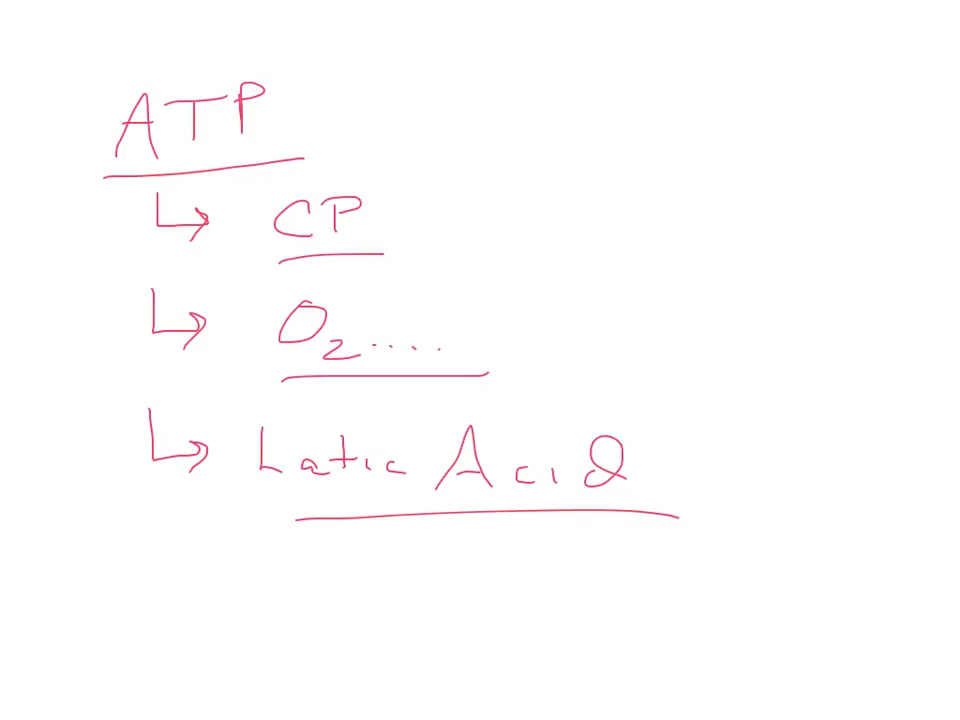 ATP
↳ CP
↳ O₂....
↳ Latic Acid